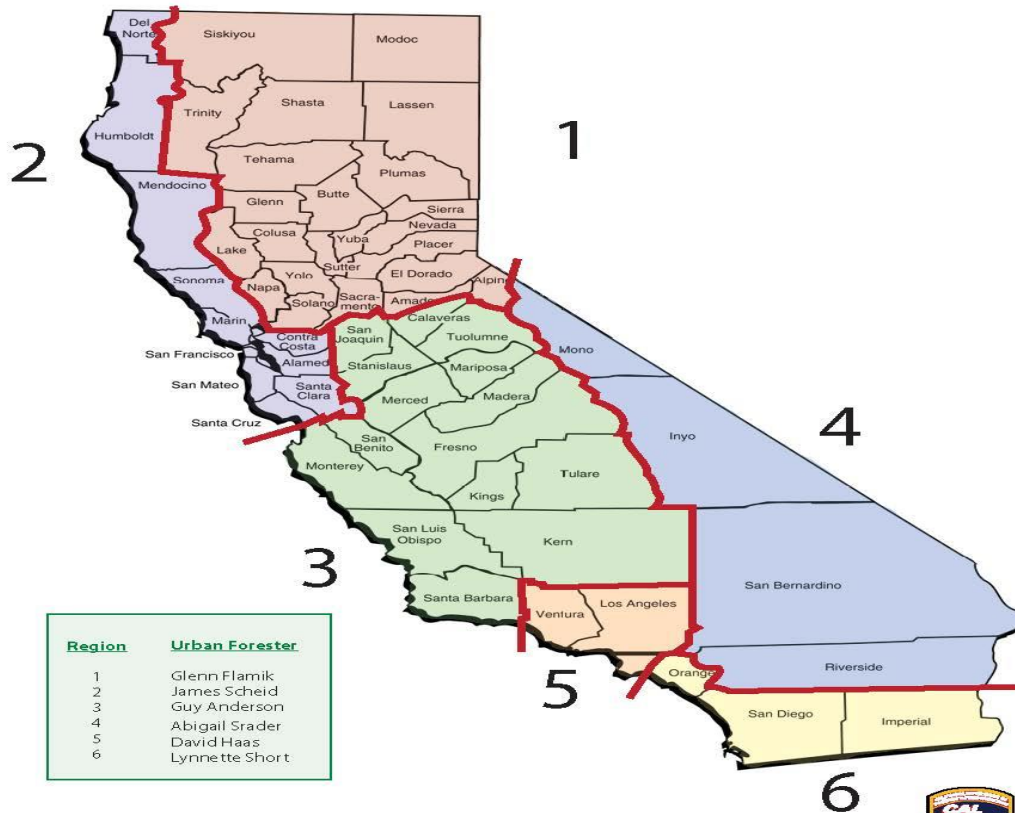 Del
Norte
Siskiyou
Modoc
Trinity
Shasta
Lassen
Humboldt
1
2
Tehama
Plumas
Mendocino
Butte
Glenn
Sierra
Nevada
Colusa
Yuba
Placer
Lake
Sutter
Yolo
El Dorado
Sonoma
Napa
Alpin
Sacra-
mento
Solano
Amado
Marin
Calaveras
San
Joaquin
Contra
Costa
Tuolumne
Mono
San Francisco
Alamed
Stanislaus
Mariposa
San Mateo
Santa
Clara
Merced
Madera
4
Santa Cruz
Inyo
San
Benito
Fresno
Monterey
Tulare
Kings
San Luis
Obispo
Kern
3
San Bernardino
Santa Barbara
Los Angeles
Ventura
Riverside
Orange
5
San Diego
Imperial
6
Region Urban Forester
1 Glenn Flamik
2 James Scheid
3 Guy Anderson
4 Abigail Srader
5 David Haas
6 Lynnette Short
CAL